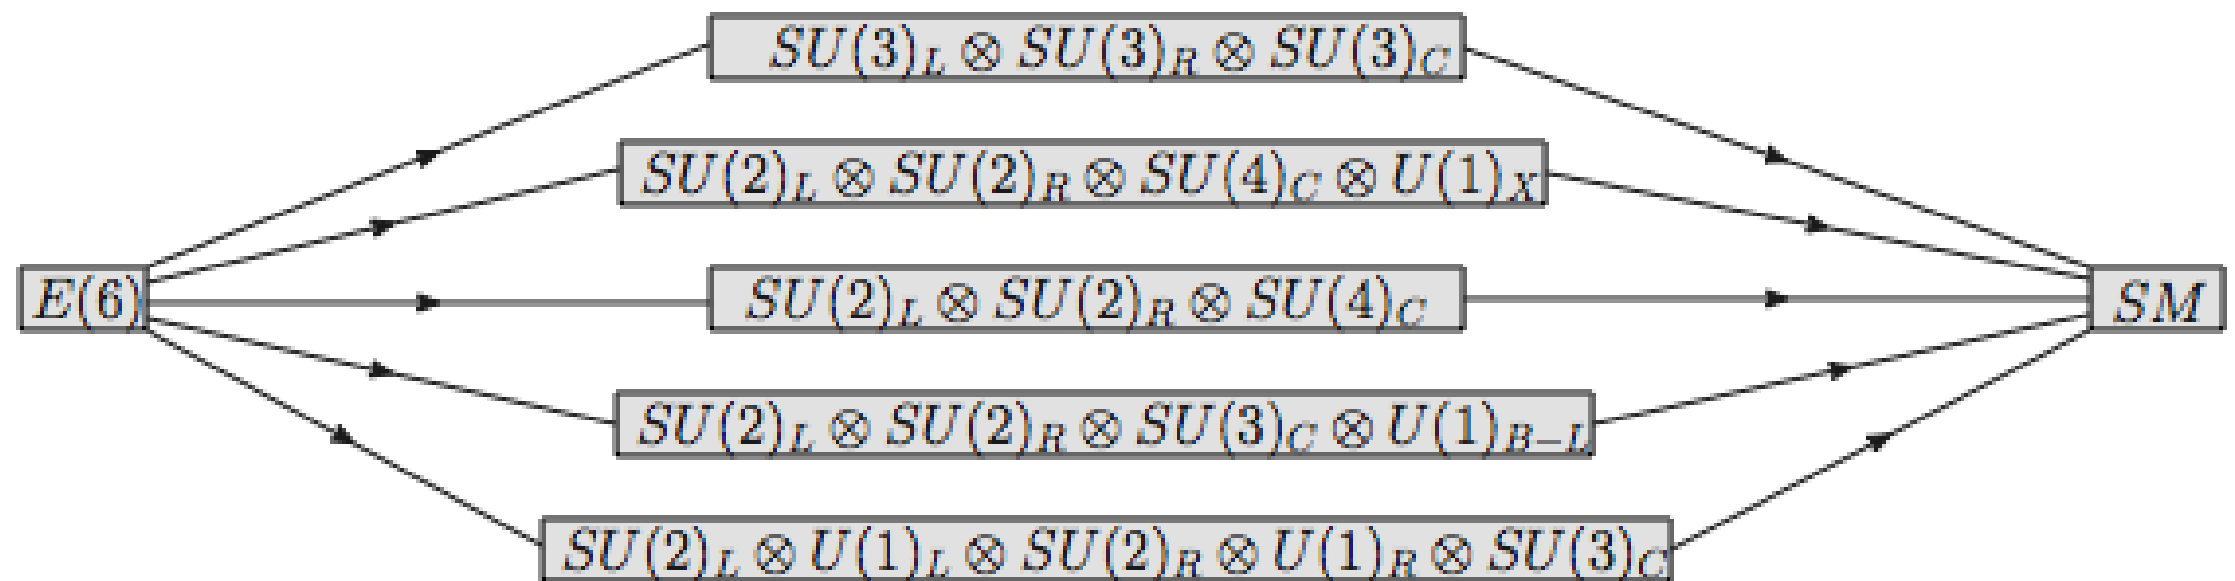 SU(3)_L ⊗ SU(3)_R ⊗ SU(3)_C
SU(2)_L ⊗ SU(2)_R ⊗ SU(4)_C ⊗ U(1)_X
E(6)
SU(2)_L ⊗ SU(2)_R ⊗ SU(4)_C
SM
SU(2)_L ⊗ SU(2)_R ⊗ SU(3)_C ⊗ U(1)_{B−L}
SU(2)_L ⊗ U(1)_L ⊗ SU(2)_R ⊗ U(1)_R ⊗ SU(3)_C